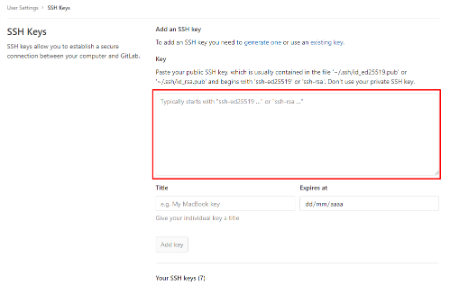 User Settings > SSH Keys
SSH Keys
SSH keys allow you to establish a secure
connection between your computer and GitLab.
Add an SSH key
To add an SSH key you need to generate one or use an existing key.
Key
Paste your public SSH key, which is usually contained in the file '~/.ssh/id_ed25519.pub' or
'~/.ssh/id_rsa.pub' and begins with 'ssh-ed25519' or 'ssh-rsa'. Don't use your private SSH key.
Typically starts with "ssh-ed25519 ..." or "ssh-rsa ..."
Title
Expires at
e.g. My MacBook key
dd/mm/aaaa
Give your individual key a title
Add key
Your SSH keys (7)